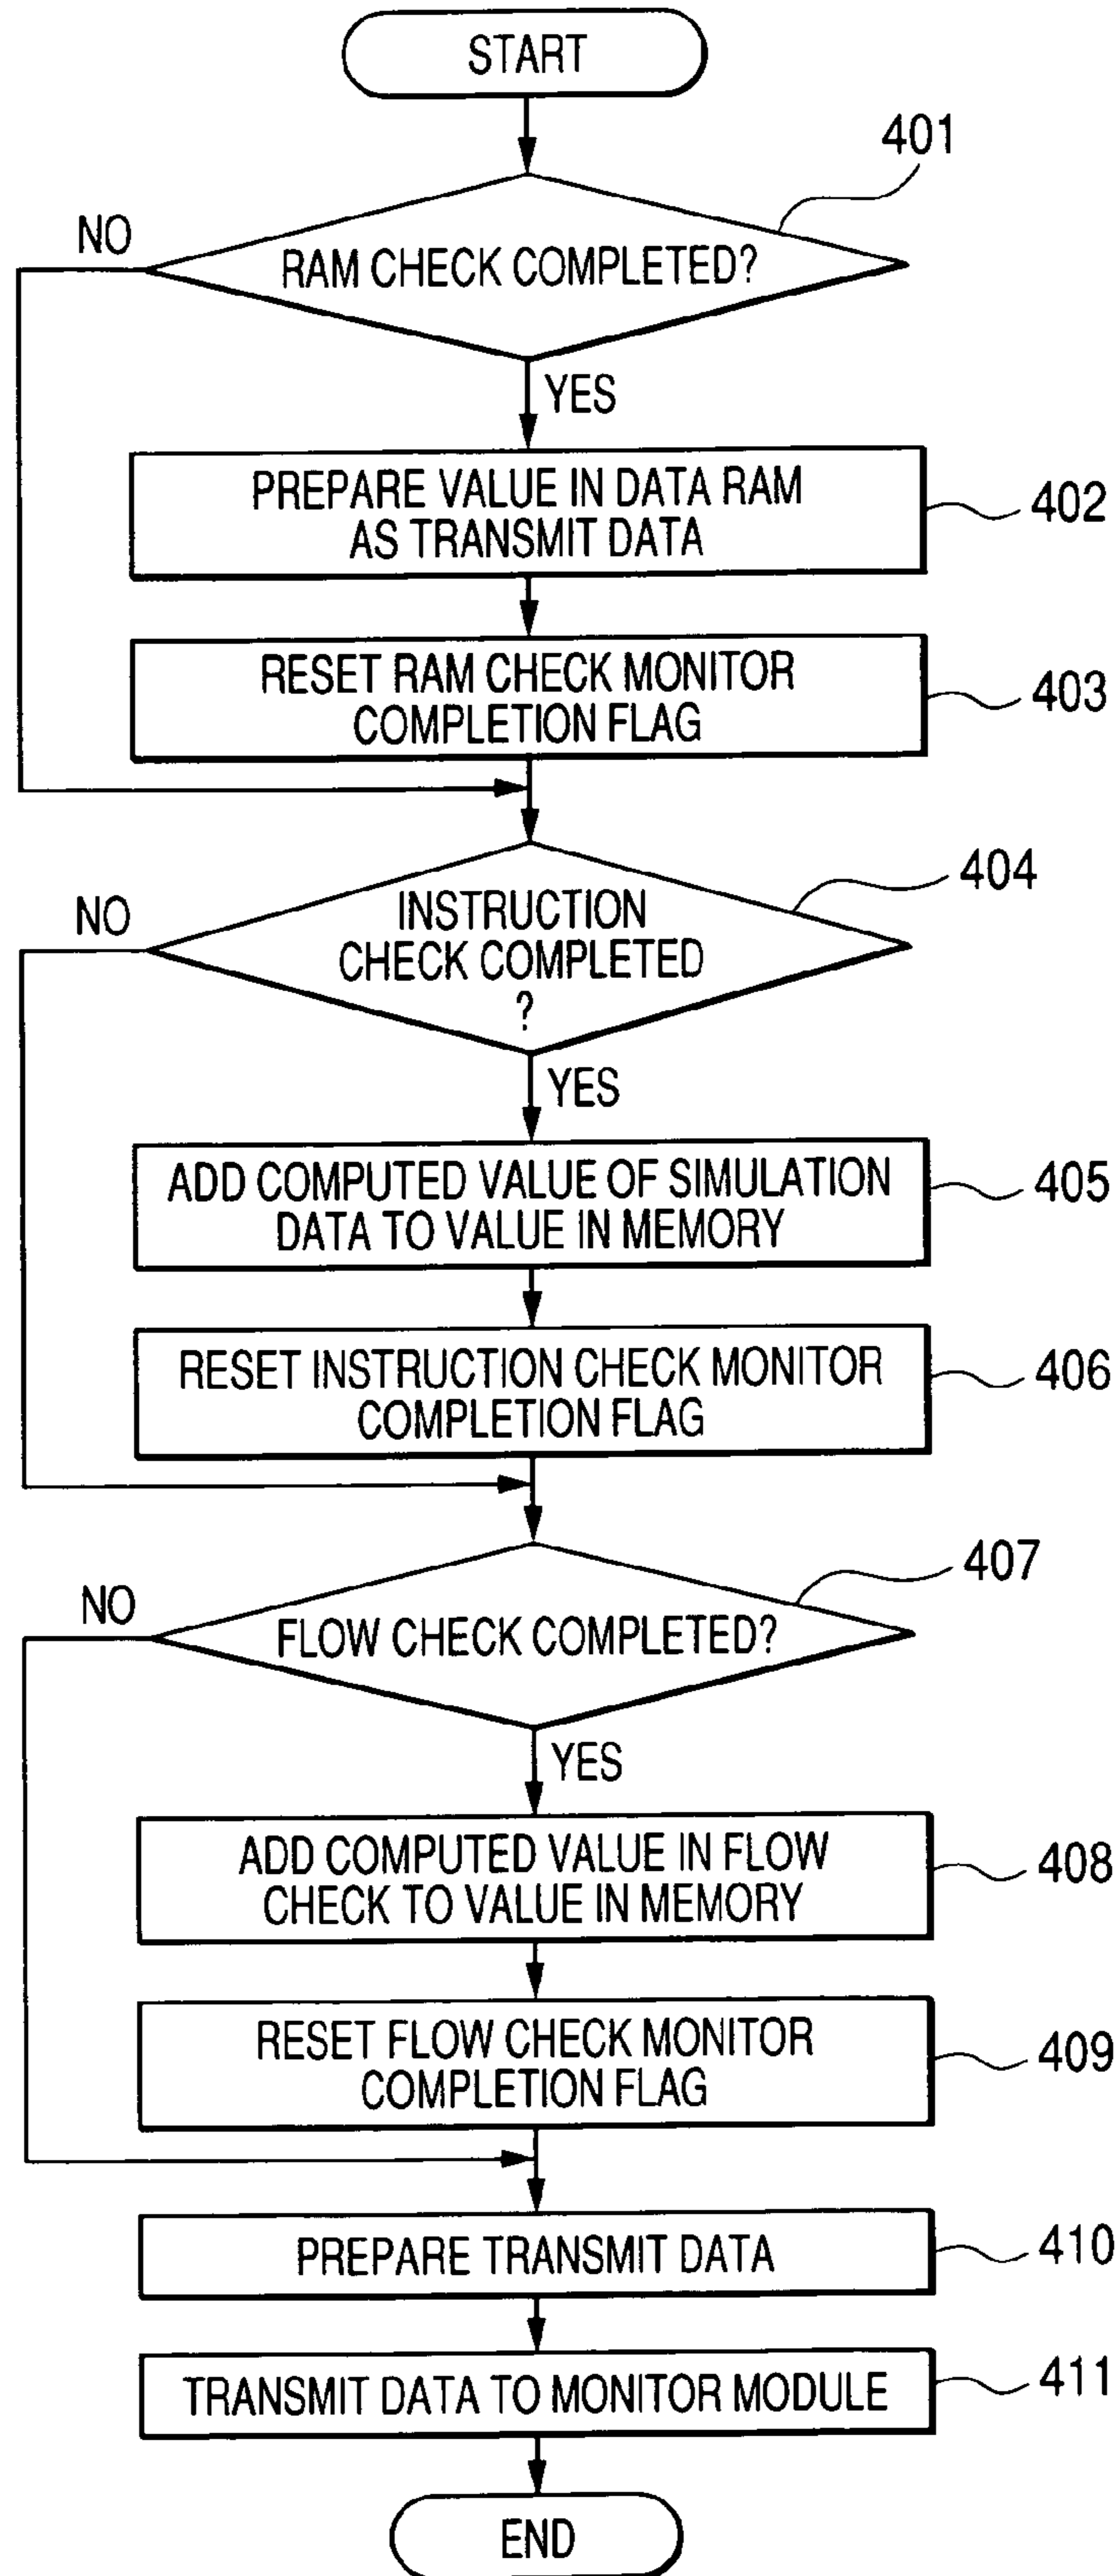 START
401
NO
RAM CHECK COMPLETED?
YES
PREPARE VALUE IN DATA RAM
AS TRANSMIT DATA
402
RESET RAM CHECK MONITOR
COMPLETION FLAG
403
404
NO
INSTRUCTION
CHECK COMPLETED
?
YES
ADD COMPUTED VALUE OF SIMULATION
DATA TO VALUE IN MEMORY
405
RESET INSTRUCTION CHECK MONITOR
COMPLETION FLAG
406
407
NO
FLOW CHECK COMPLETED?
YES
ADD COMPUTED VALUE IN FLOW
CHECK TO VALUE IN MEMORY
408
RESET FLOW CHECK MONITOR
COMPLETION FLAG
409
PREPARE TRANSMIT DATA
410
TRANSMIT DATA TO MONITOR MODULE
411
END